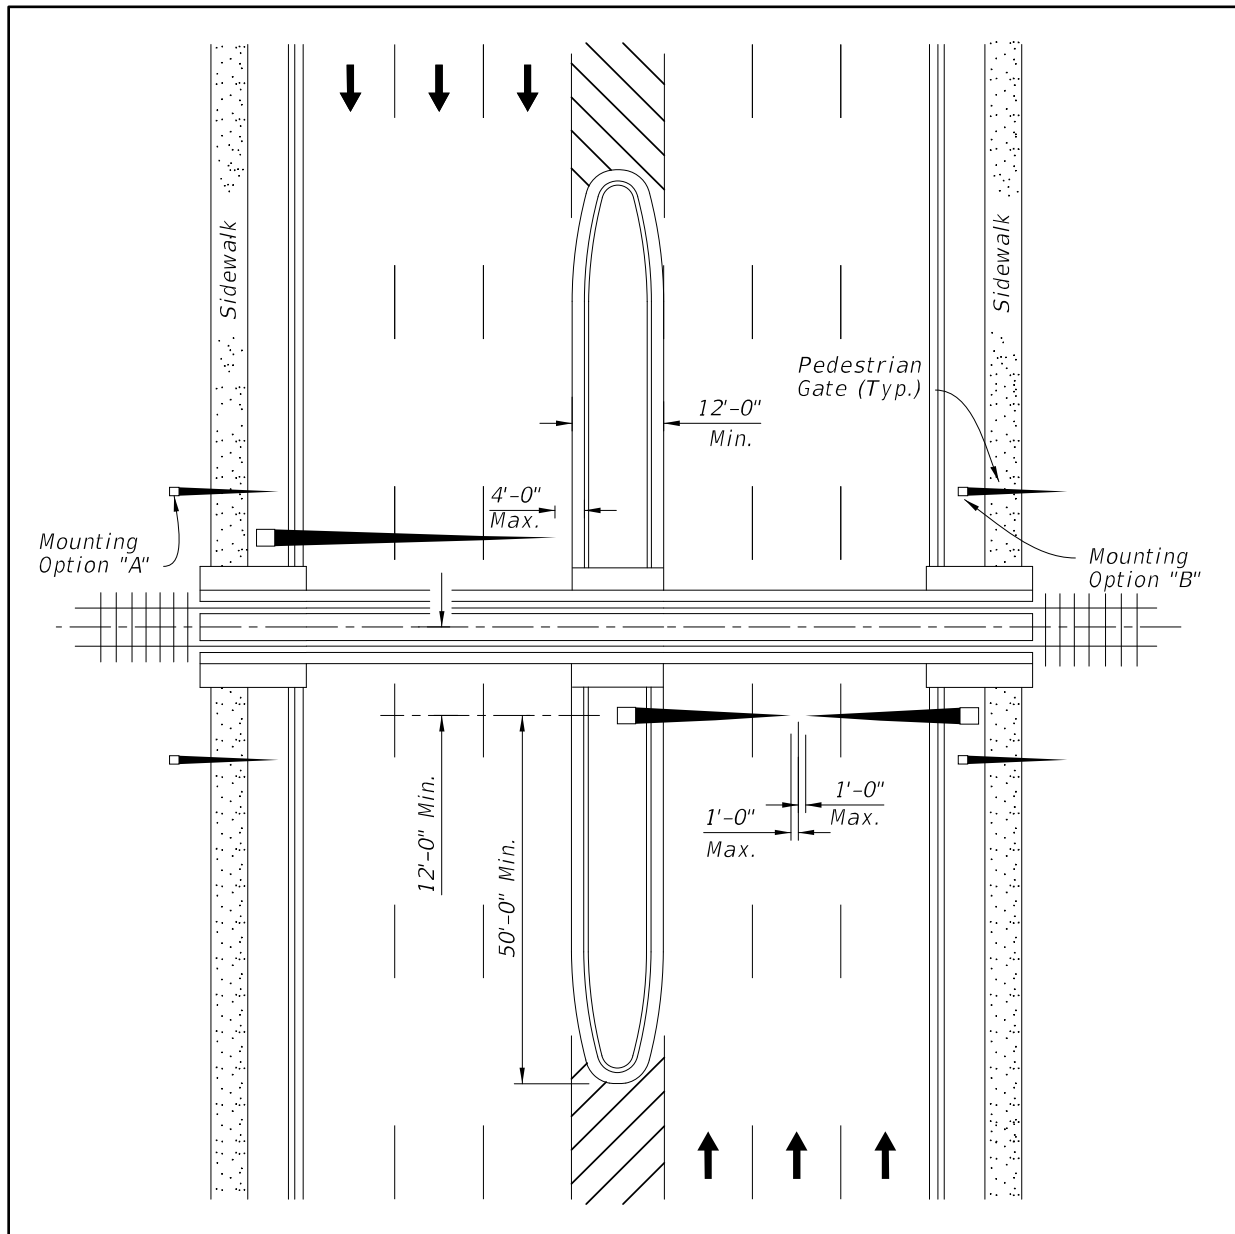 Sidewalk
Sidewalk
Pedestrian
Gate (Typ.)
12'-0"
Min.
4'-0"
Max.
Mounting
Option "A"
Mounting
Option "B"
12'-0" Min.
50'-0" Min.
1'-0"
Max.
1'-0"
Max.